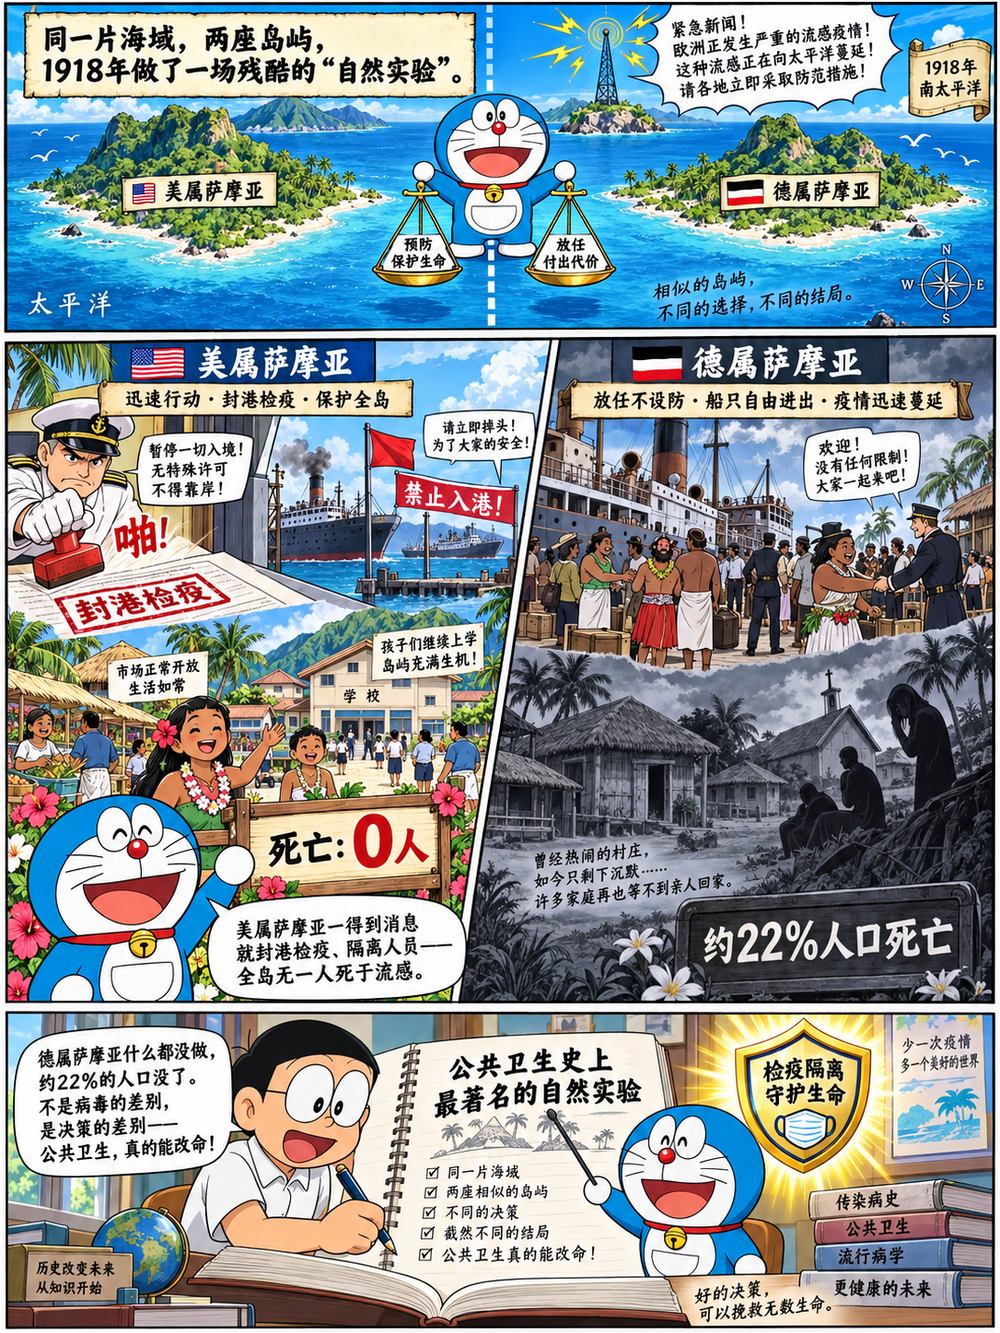 同一片海域，两座岛屿，
1918年做了一场残酷的“自然实验”。
紧急新闻！
欧洲正发生严重的流感疫情！
这种流感正在向太平洋蔓延！
请各地立即采取防范措施！
1918年
南太平洋
美属萨摩亚
德属萨摩亚
预防
保护生命
放任
付出代价
太平洋
相似的岛屿，
不同的选择，不同的结局。
N
W
E
S
美属萨摩亚
迅速行动·封港检疫·保护全岛
暂停一切入境！
无特殊许可
不得靠岸！
请立即掉头！
为了大家的安全！
禁止入港！
啪！
封港检疫
市场正常开放
生活如常
孩子们继续上学
岛屿充满生机！
学校
死亡：0人
美属萨摩亚一得到消息
就封港检疫、隔离人员——
全岛无一人死于流感。
德属萨摩亚
放任不设防·船只自由进出·疫情迅速蔓延
欢迎！
没有任何限制！
大家一起来吧！
曾经热闹的村庄，
如今只剩下沉默……
许多家庭再也等不到亲人回家。
约22%人口死亡
德属萨摩亚什么都没做，
约22%的人口没了。
不是病毒的差别，
是决策的差别——
公共卫生，真的能改命！
公共卫生史上
最著名的自然实验
☑ 同一片海域
☑ 两座相似的岛屿
☑ 不同的决策
☑ 截然不同的结局
☑ 公共卫生真的能改命！
检疫隔离
守护生命
少一次疫情
多一个美好的世界
传染病史
公共卫生
流行病学
更健康的未来
历史改变未来
从知识开始
好的决策，
可以挽救无数生命。